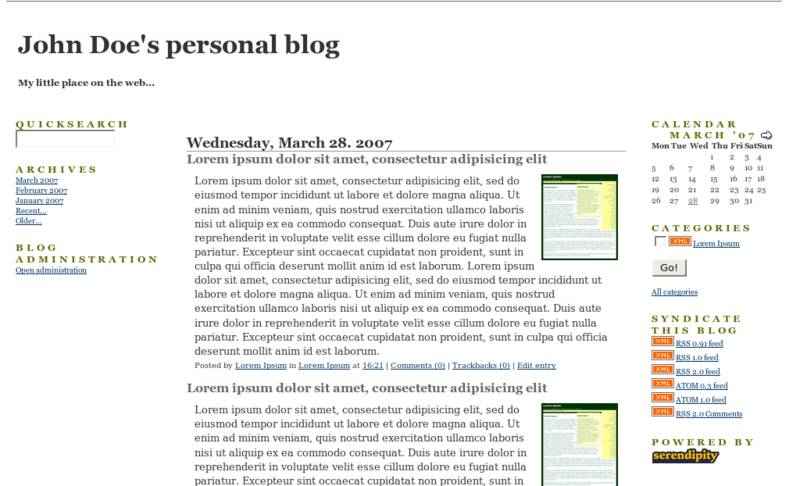 John Doe's personal blog
My little place on the web...
QUICKSEARCH
ARCHIVES
March 2007
February 2007
January 2007
Recent...
Older...
BLOG
ADMINISTRATION
Open administration
Wednesday, March 28. 2007
Lorem ipsum dolor sit amet, consectetur adipisicing elit
Lorem ipsum dolor sit amet, consectetur adipisicing elit, sed do
eiusmod tempor incididunt ut labore et dolore magna aliqua. Ut
enim ad minim veniam, quis nostrud exercitation ullamco laboris
nisi ut aliquip ex ea commodo consequat. Duis aute irure dolor in
reprehenderit in voluptate velit esse cillum dolore eu fugiat nulla
pariatur. Excepteur sint occaecat cupidatat non proident, sunt in
culpa qui officia deserunt mollit anim id est laborum. Lorem ipsum
dolor sit amet, consectetur adipisicing elit, sed do eiusmod tempor incididunt ut
labore et dolore magna aliqua. Ut enim ad minim veniam, quis nostrud
exercitation ullamco laboris nisi ut aliquip ex ea commodo consequat. Duis aute
irure dolor in reprehenderit in voluptate velit esse cillum dolore eu fugiat nulla
pariatur. Excepteur sint occaecat cupidatat non proident, sunt in culpa qui officia
deserunt mollit anim id est laborum.
Posted by Lorem Ipsum in Lorem Ipsum at 16:21 | Comments (0) | Trackbacks (0) | Edit entry
Lorem ipsum dolor sit amet, consectetur adipisicing elit
Lorem ipsum dolor sit amet, consectetur adipisicing elit, sed do
eiusmod tempor incididunt ut labore et dolore magna aliqua. Ut
enim ad minim veniam, quis nostrud exercitation ullamco laboris
nisi ut aliquip ex ea commodo consequat. Duis aute irure dolor in
reprehenderit in voluptate velit esse cillum dolore eu fugiat nulla
pariatur. Excepteur sint occaecat cupidatat non proident, sunt in
CALENDAR
MARCH '07
Mon Tue Wed Thu Fri Sat Sun
1 2 3 4
5 6 7 8 9 10 11
12 13 14 15 16 17 18
19 20 21 22 23 24 25
26 27 28 29 30 31
CATEGORIES
XML Lorem Ipsum
Go!
All categories
SYNDICATE
THIS BLOG
XML RSS 0.91 feed
XML RSS 1.0 feed
XML RSS 2.0 feed
XML ATOM 0.3 feed
XML ATOM 1.0 feed
XML RSS 2.0 Comments
POWERED BY
serendipity